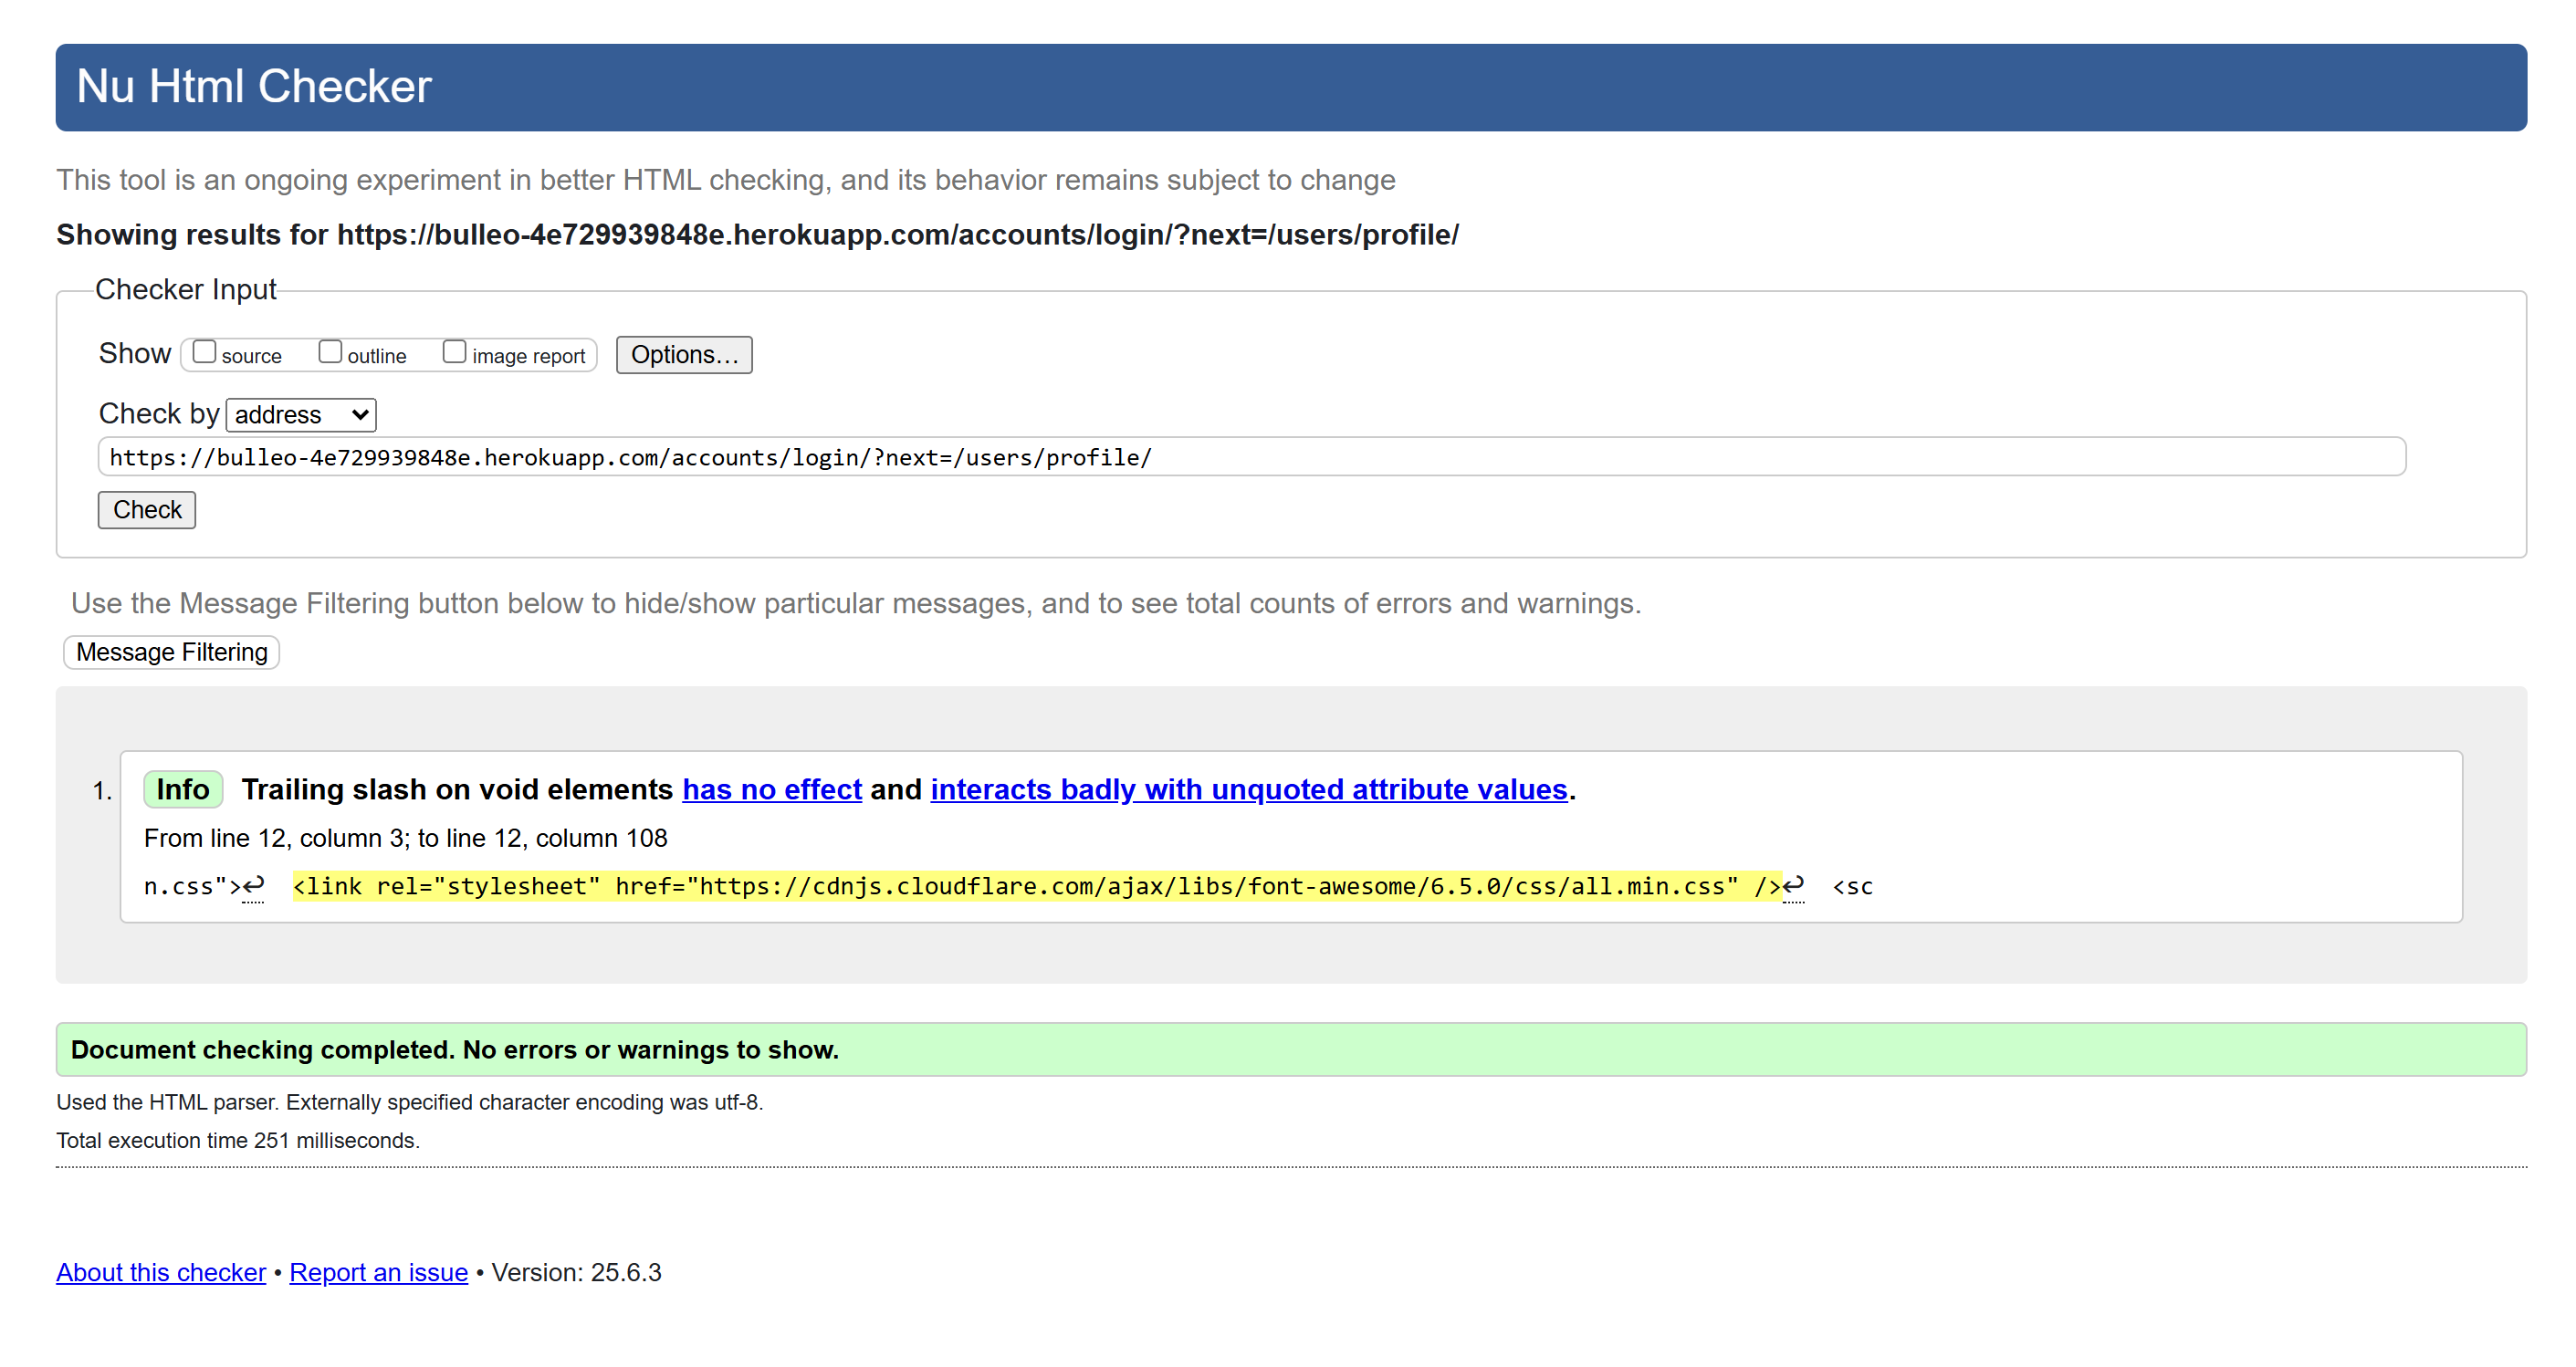 Nu Html Checker
This tool is an ongoing experiment in better HTML checking, and its behavior remains subject to change
Showing results for https://bulleo-4e729939848e.herokuapp.com/accounts/login/?next=/users/profile/
Checker Input
Show source outline image report Options…
Check by address
https://bulleo-4e729939848e.herokuapp.com/accounts/login/?next=/users/profile/
Check
Use the Message Filtering button below to hide/show particular messages, and to see total counts of errors and warnings.
Message Filtering
1. Info Trailing slash on void elements has no effect and interacts badly with unquoted attribute values.
From line 12, column 3; to line 12, column 108
n.css">↩  <link rel="stylesheet" href="https://cdnjs.cloudflare.com/ajax/libs/font-awesome/6.5.0/css/all.min.css" />↩  <sc
Document checking completed. No errors or warnings to show.
Used the HTML parser. Externally specified character encoding was utf-8.
Total execution time 251 milliseconds.
About this checker • Report an issue • Version: 25.6.3